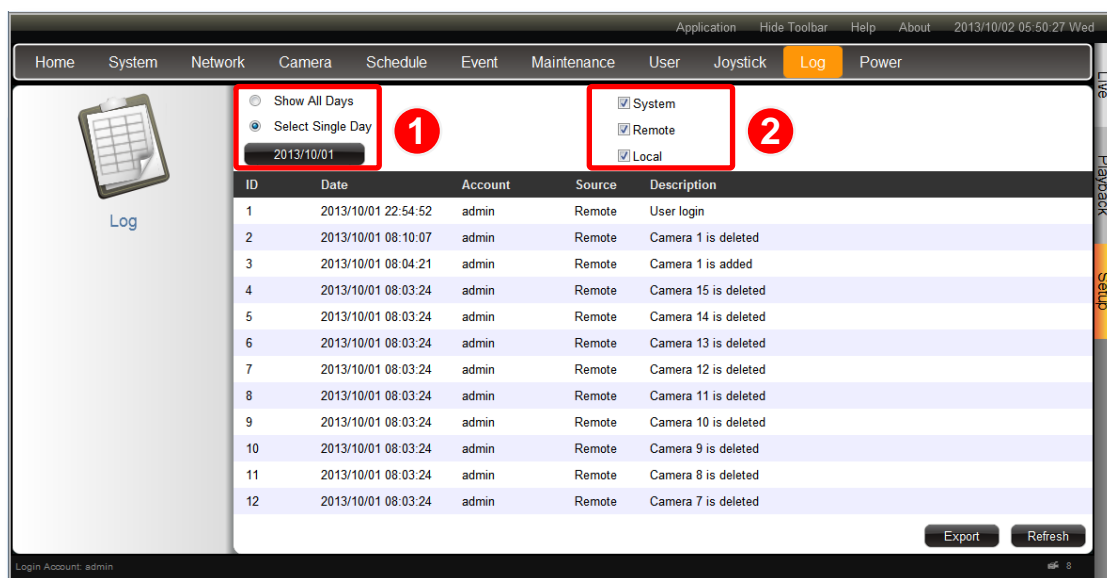 Application Hide Toolbar Help About 2013/10/02 05:50:27 Wed
Home System Network Camera Schedule Event Maintenance User Joystick Log Power
Live
Playback
Setup
Log
Show All Days
Select Single Day
2013/10/01
1
System
Remote
Local
2
ID Date Account Source Description
1 2013/10/01 22:54:52 admin Remote User login
2 2013/10/01 08:10:07 admin Remote Camera 1 is deleted
3 2013/10/01 08:04:21 admin Remote Camera 1 is added
4 2013/10/01 08:03:24 admin Remote Camera 15 is deleted
5 2013/10/01 08:03:24 admin Remote Camera 14 is deleted
6 2013/10/01 08:03:24 admin Remote Camera 13 is deleted
7 2013/10/01 08:03:24 admin Remote Camera 12 is deleted
8 2013/10/01 08:03:24 admin Remote Camera 11 is deleted
9 2013/10/01 08:03:24 admin Remote Camera 10 is deleted
10 2013/10/01 08:03:24 admin Remote Camera 9 is deleted
11 2013/10/01 08:03:24 admin Remote Camera 8 is deleted
12 2013/10/01 08:03:24 admin Remote Camera 7 is deleted
Export Refresh
Login Account: admin 8